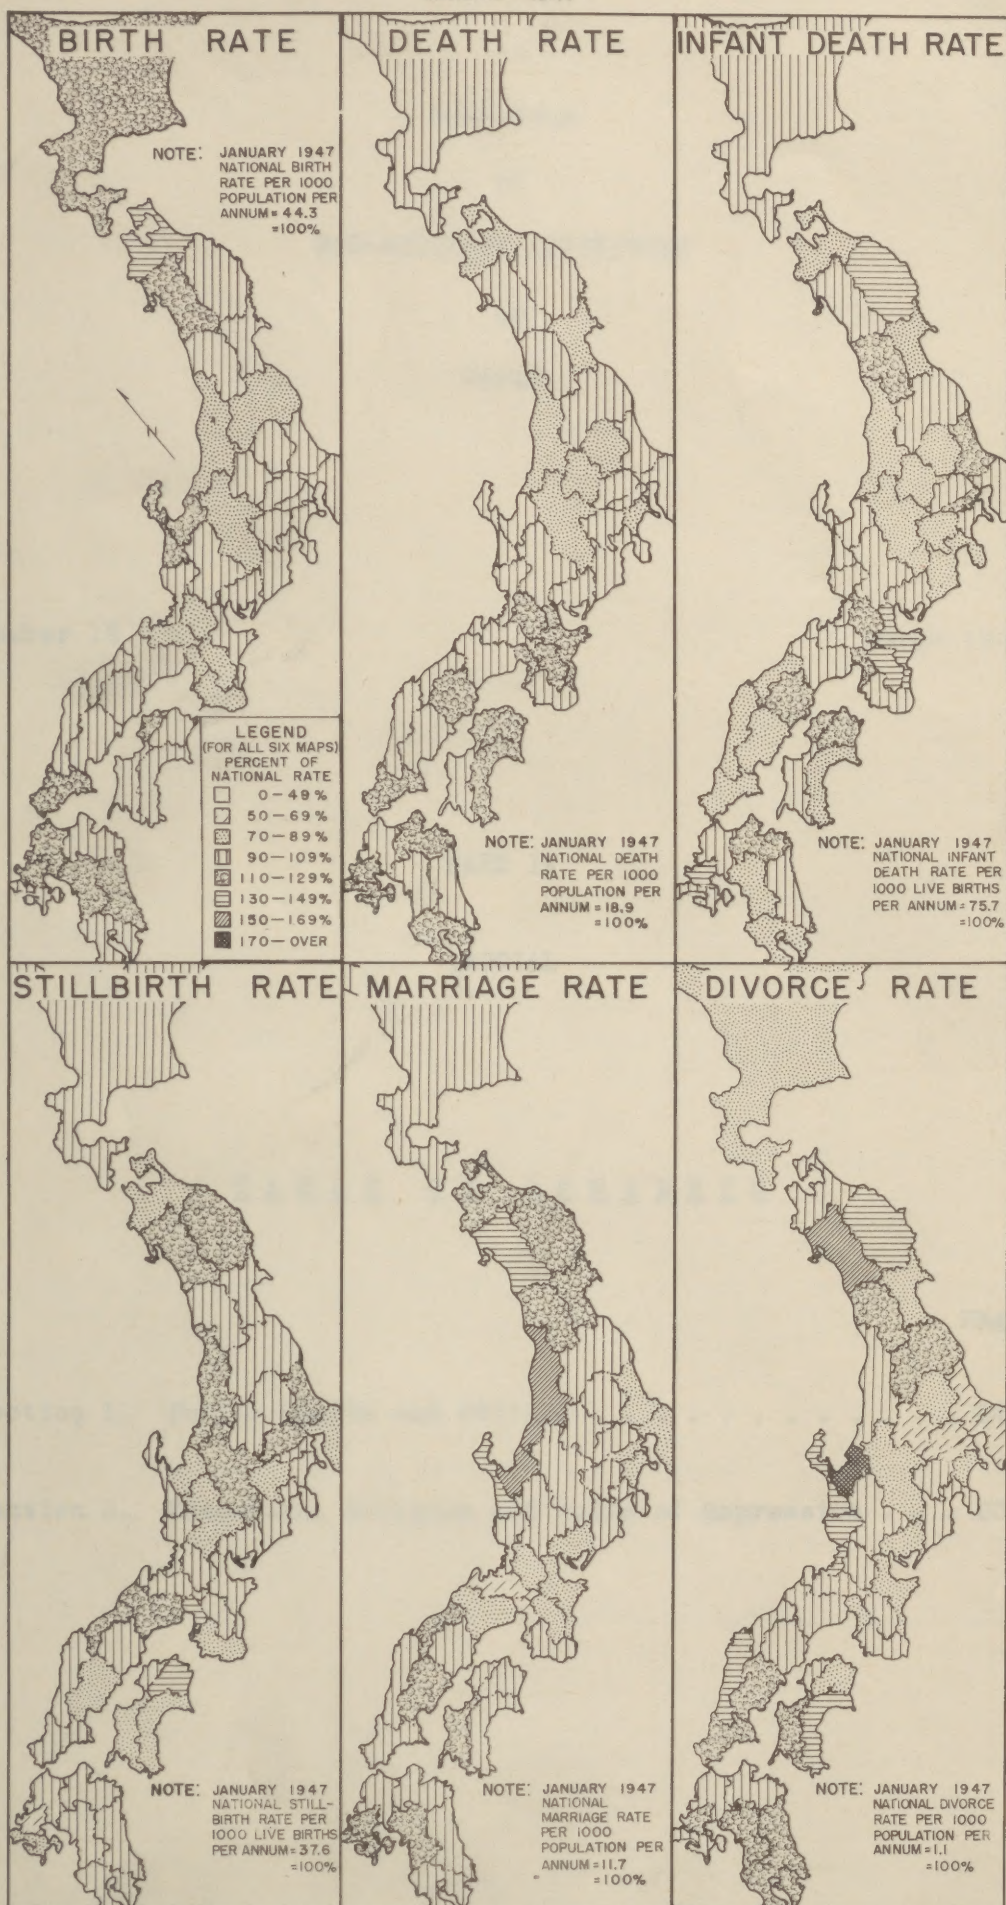 BIRTH RATE
NOTE: JANUARY 1947
NATIONAL BIRTH
RATE PER 1000
POPULATION PER
ANNUM = 44.3
=100%
LEGEND
(FOR ALL SIX MAPS)
PERCENT OF
NATIONAL RATE
0-49%
50-69%
70-89%
90-109%
110-129%
130-149%
150-169%
170-OVER
DEATH RATE
NOTE: JANUARY 1947
NATIONAL DEATH
RATE PER 1000
POPULATION PER
ANNUM = 18.9
=100%
INFANT DEATH RATE
NOTE: JANUARY 1947
NATIONAL INFANT
DEATH RATE PER
1000 LIVE BIRTHS
PER ANNUM = 75.7
=100%
STILLBIRTH RATE
NOTE: JANUARY 1947
NATIONAL STILL-
BIRTH RATE PER
1000 LIVE BIRTHS
PER ANNUM = 37.6
=100%
MARRIAGE RATE
NOTE: JANUARY 1947
NATIONAL
MARRIAGE RATE
PER 1000
POPULATION PER
ANNUM = 11.7
=100%
DIVORCE RATE
NOTE: JANUARY 1947
NATIONAL DIVORCE
RATE PER 1000
POPULATION PER
ANNUM = 1.1
=100%
N